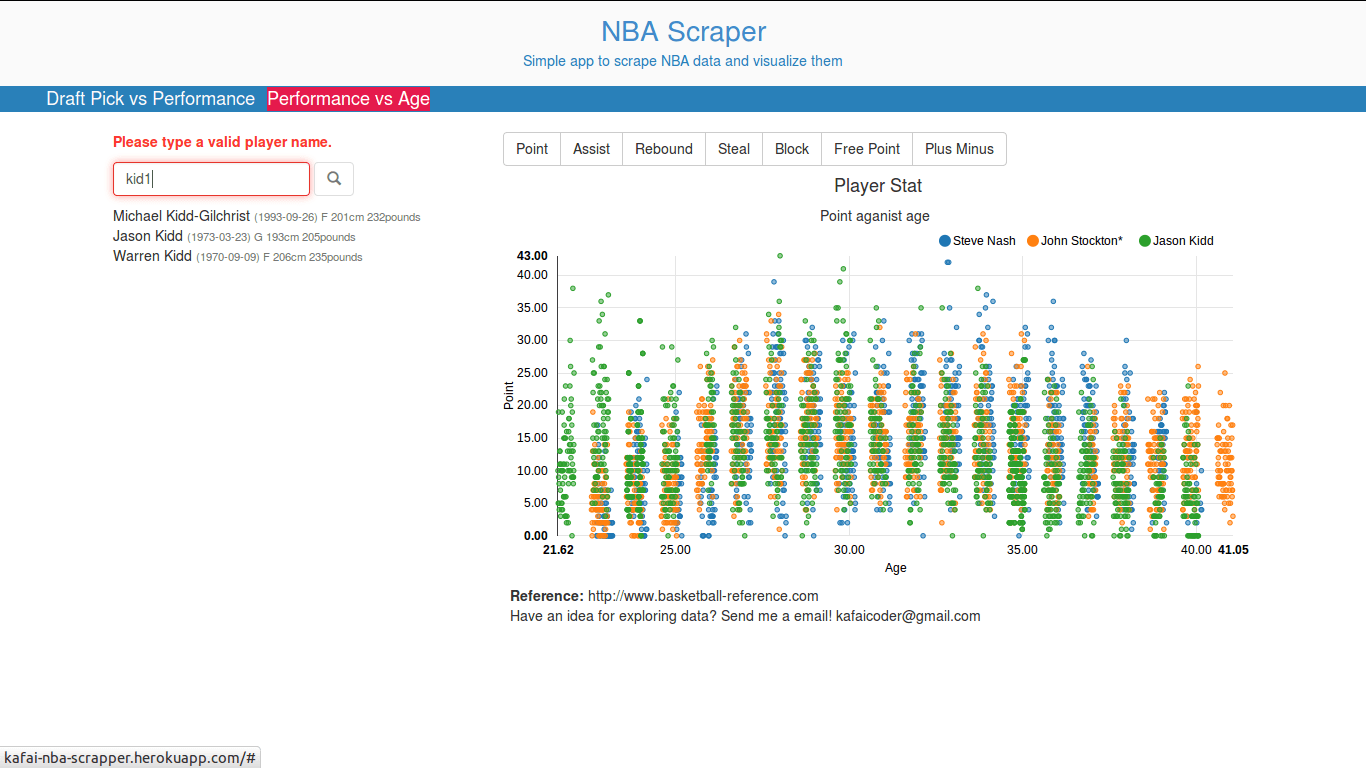 NBA Scraper
Simple app to scrape NBA data and visualize them
Draft Pick vs Performance Performance vs Age
Please type a valid player name.
kid1
Michael Kidd-Gilchrist (1993-09-26) F 201cm 232pounds
Jason Kidd (1973-03-23) G 193cm 205pounds
Warren Kidd (1970-09-09) F 206cm 235pounds
Point Assist Rebound Steal Block Free Point Plus Minus
Player Stat
Point aganist age
Steve Nash John Stockton* Jason Kidd
43.00
40.00
35.00
30.00
25.00
20.00
15.00
10.00
5.00
0.00
Point
21.62 25.00 30.00 35.00 40.00 41.05
Age
Reference: http://www.basketball-reference.com
Have an idea for exploring data? Send me a email! kafaicoder@gmail.com
kafai-nba-scrapper.herokuapp.com/#